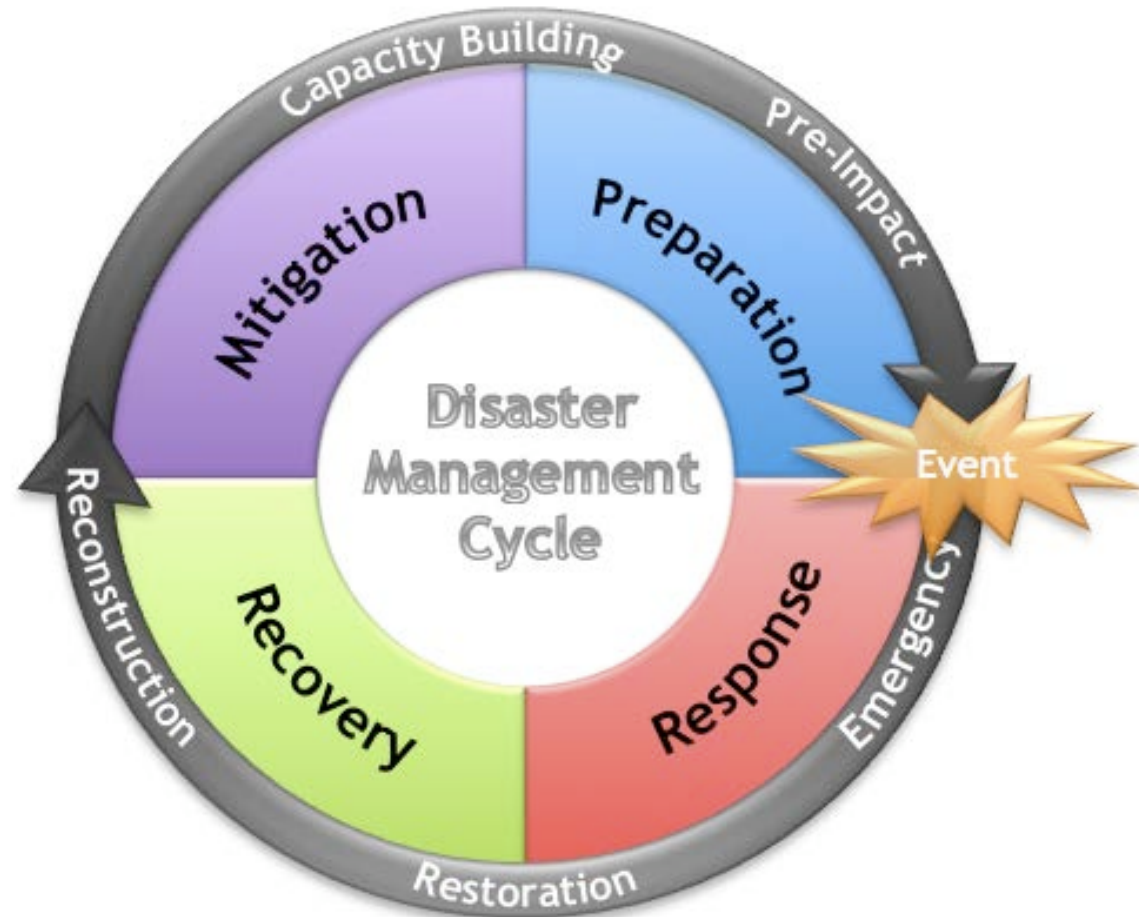 Capacity Building
Pre-Impact
Mitigation
Preparation
Disaster
Management
Cycle
Event
Reconstruction
Recovery
Response
Emergency
Restoration